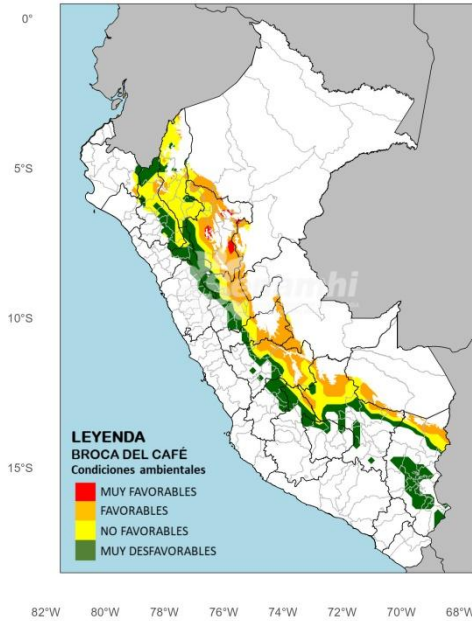 0°
5°S
senamhi
10°S
LEYENDA
BROCA DEL CAFÉ
Condiciones ambientales
15°S
MUY FAVORABLES
FAVORABLES
NO FAVORABLES
MUY DESFAVORABLES
82°W 80°W 78°W 76°W 74°W 72°W 70°W 68°W